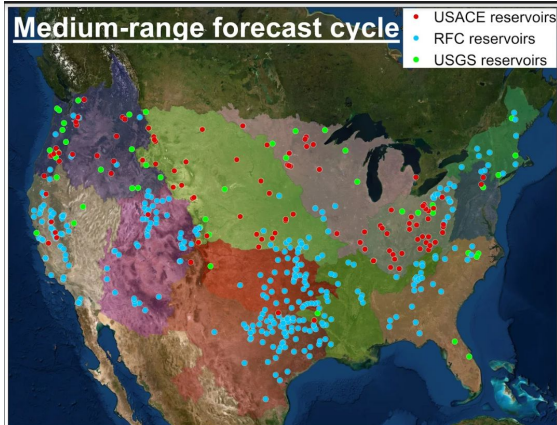 Medium-range forecast cycle
USACE reservoirs
RFC reservoirs
USGS reservoirs